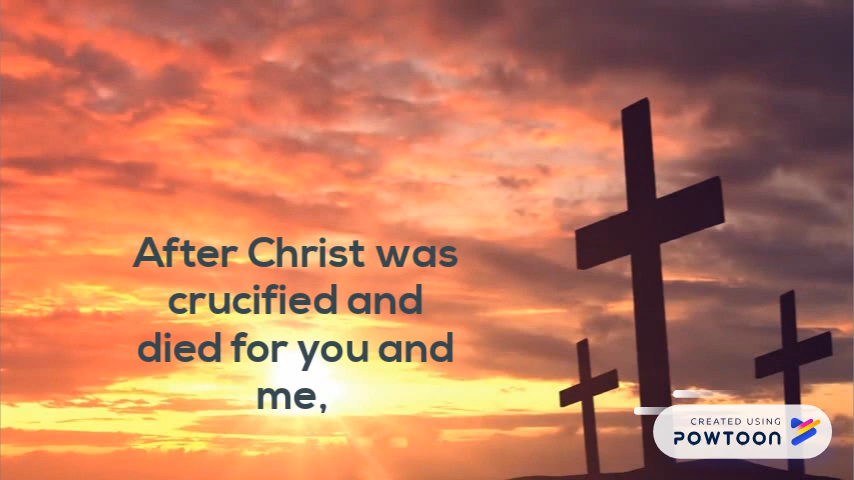 After Christ was
crucified and
died for you and
me,
CREATED USING
POWTOON